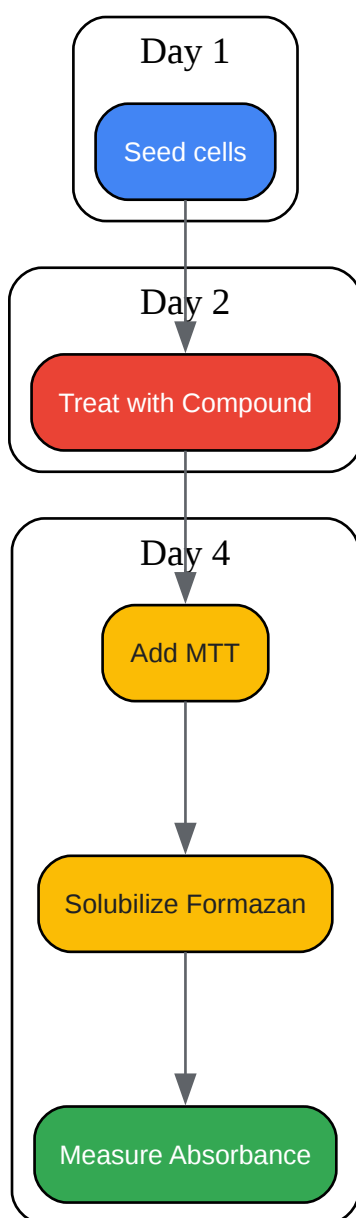 Day 1
Seed cells
Day 2
Treat with Compound
Day 4
Add MTT
Solubilize Formazan
Measure Absorbance